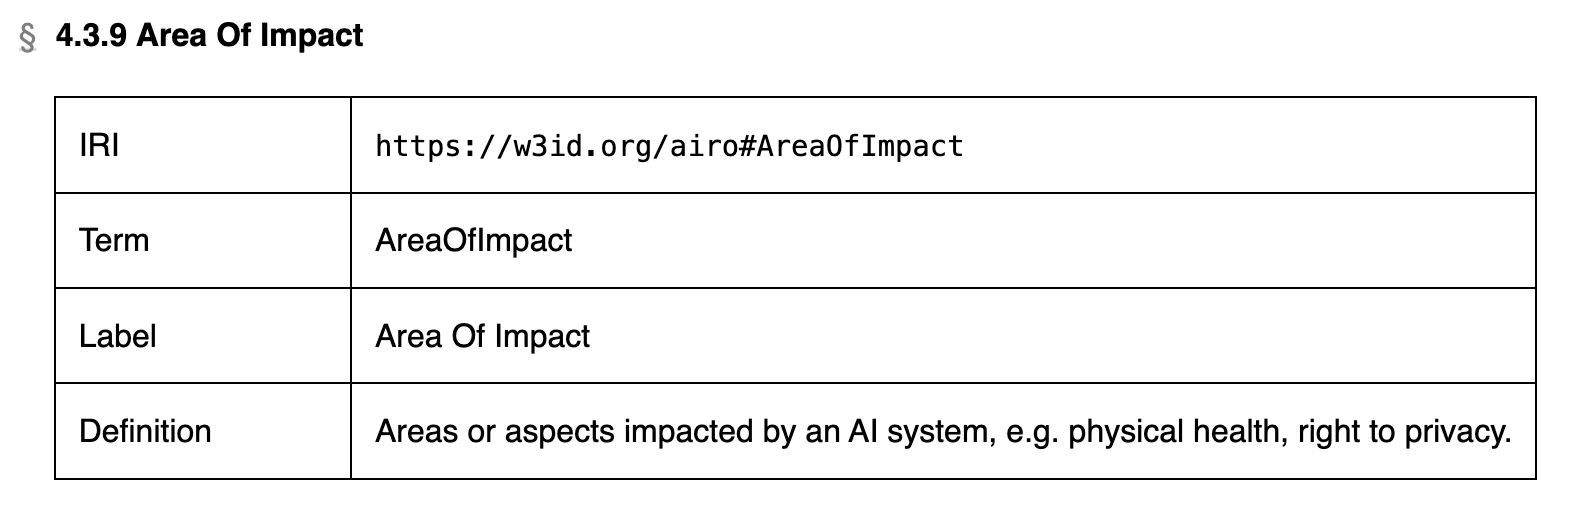 § 4.3.9 Area Of Impact
IRI https://w3id.org/airo#AreaOfImpact
Term AreaOfImpact
Label Area Of Impact
Definition Areas or aspects impacted by an AI system, e.g. physical health, right to privacy.